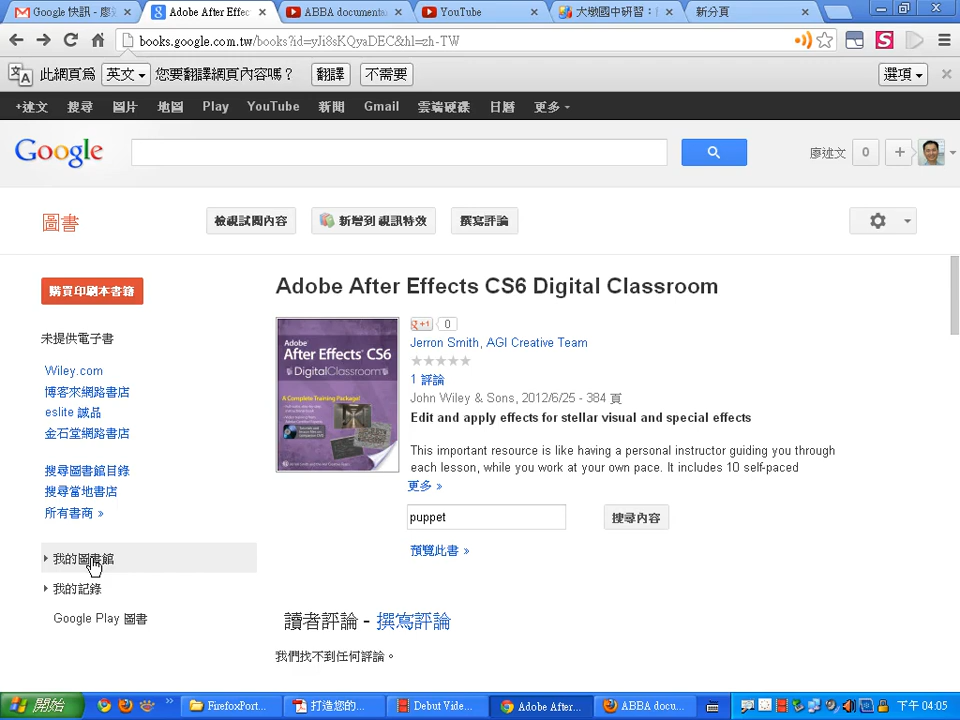 Google 快訊 - 廖
Adobe After Effec
ABBA documenta
YouTube
大墩國中研習：
新分頁
books.google.com.tw/books?id=yJi8sKQyaDEC&hl=zh-TW
此網頁為 英文 您要翻譯網頁內容嗎？ 翻譯 不需要 選項
+述文 搜尋 圖片 地圖 Play YouTube 新聞 Gmail 雲端硬碟 日曆 更多
Google 廖述文 0 +
圖書 檢視試閱內容 新增到 視訊特效 撰寫評論
購買印刷本書籍
未提供電子書
Wiley.com
博客來網路書店
eslite 誠品
金石堂網路書店
搜尋圖書館目錄
搜尋當地書店
所有書商 »
我的圖書館
我的記錄
Google Play 圖書
Adobe After Effects CS6 Digital Classroom
Adobe
After Effects CS6
DigitalClassroom
A Complete Training Package!
g +1 0
Jerron Smith, AGI Creative Team
1 評論
John Wiley & Sons, 2012/6/25 - 384 頁
Edit and apply effects for stellar visual and special effects
This important resource is like having a personal instructor guiding you through
each lesson, while you work at your own pace. It includes 10 self-paced
更多 »
puppet 搜尋內容
預覽此書 »
讀者評論 - 撰寫評論
我們找不到任何評論。
開始 » FirefoxPort... 打造您的... Debut Vide... Adobe After... ABBA docu... 下午 04:05